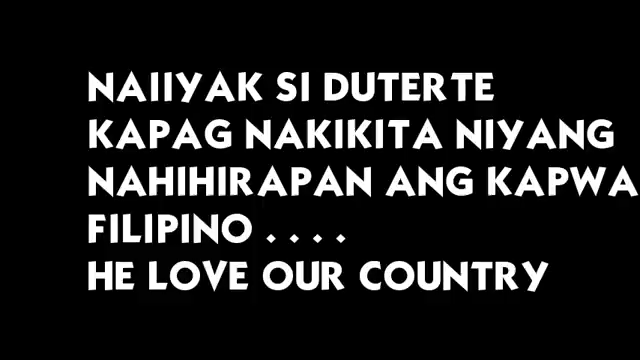 NAIIYAK SI DUTERTE
KAPAG NAKIKITA NIYANG
NAHIHIRAPAN ANG KAPWA
FILIPINO . . . .
HE LOVE OUR COUNTRY